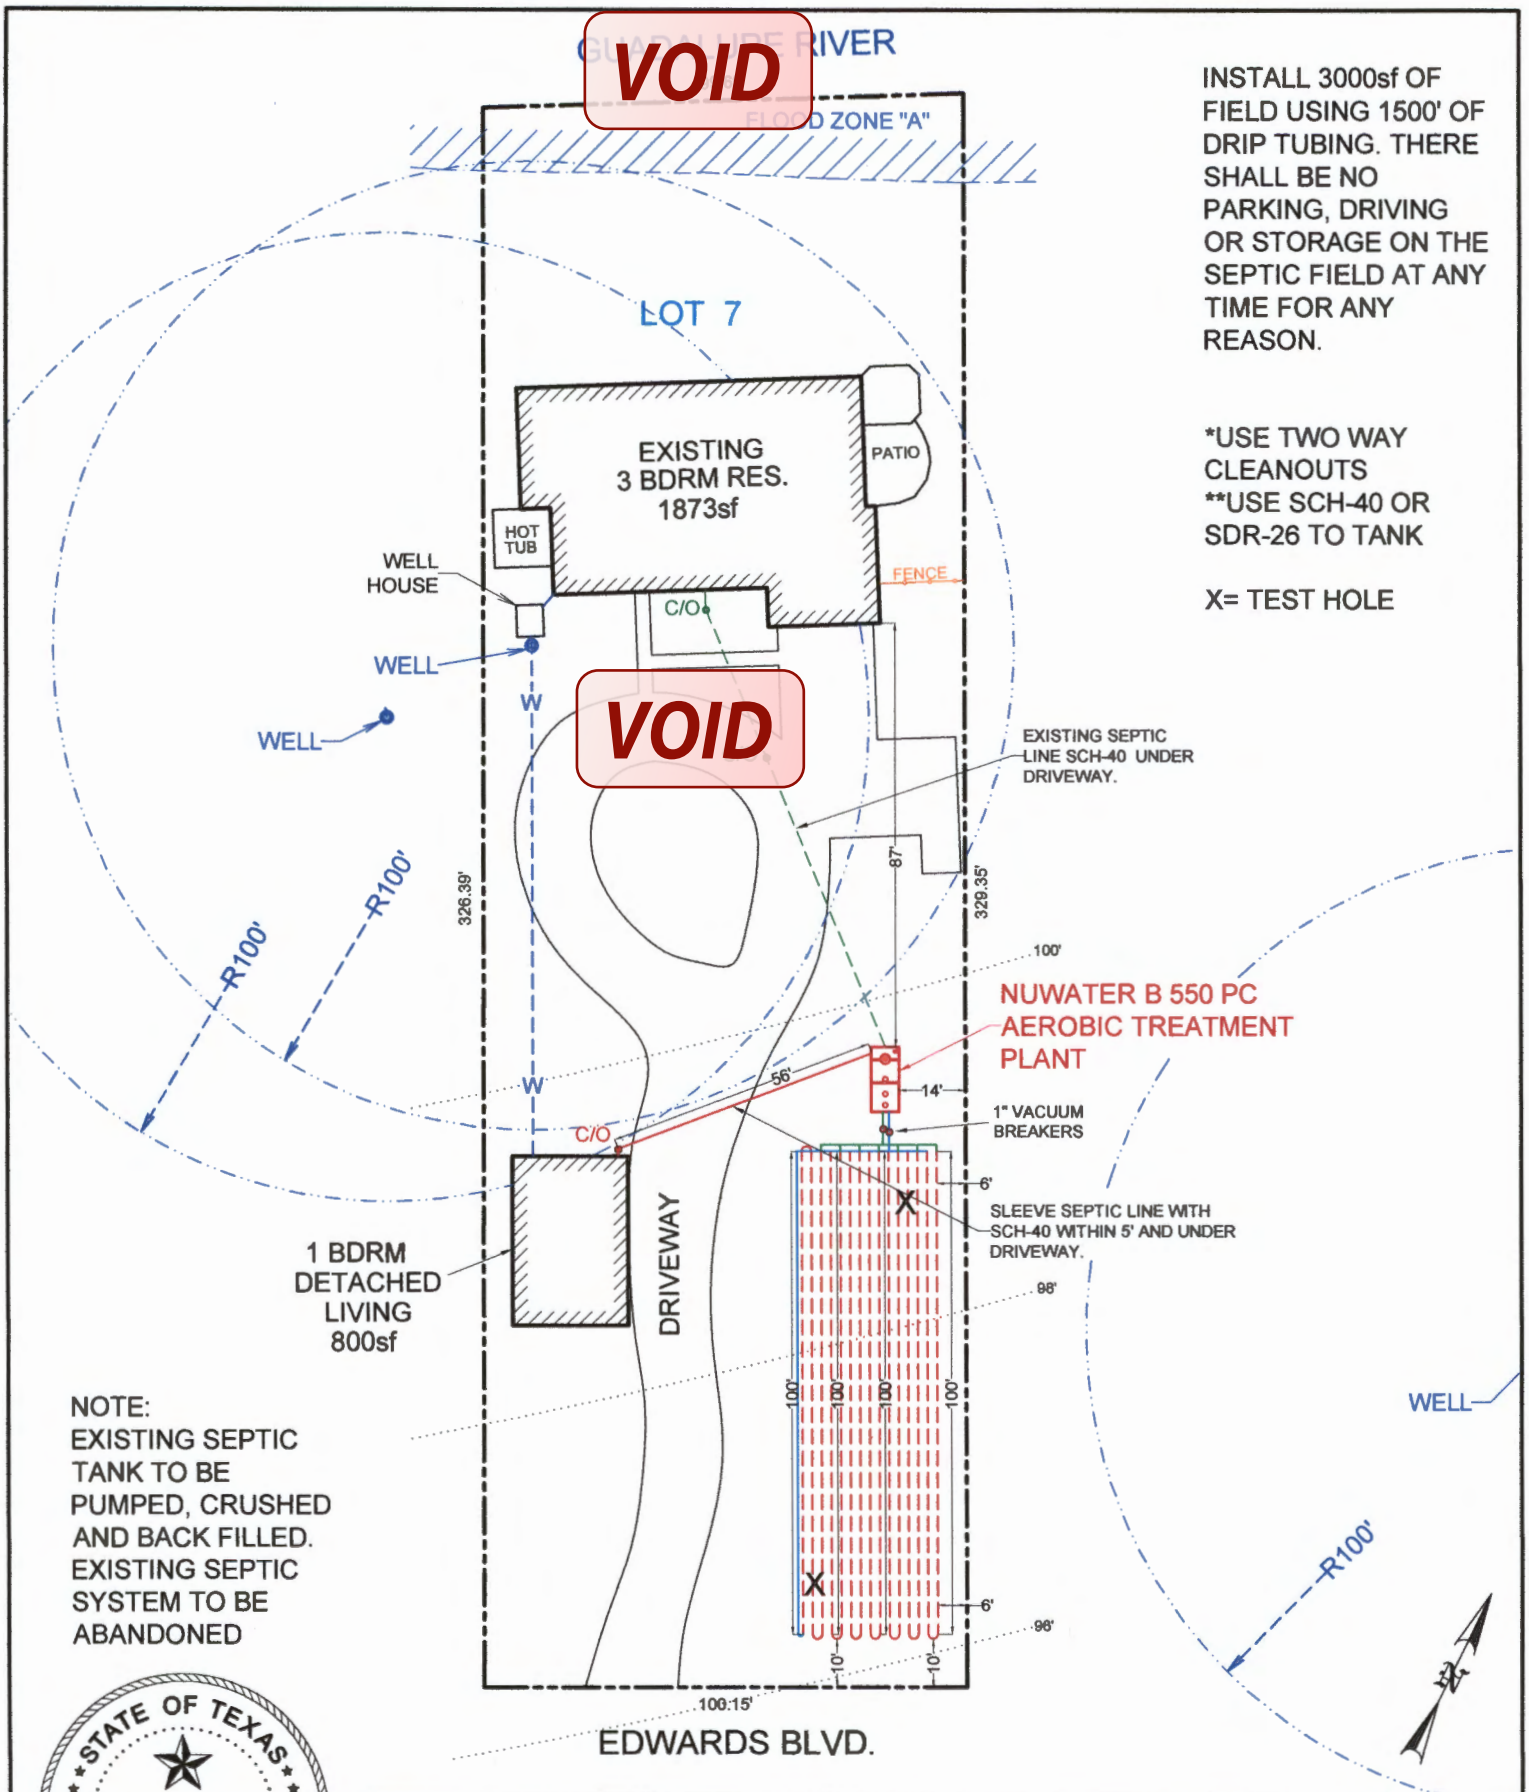 GUADALUPE RIVER
VOID
FLOOD ZONE "A"
INSTALL 3000sf OF
FIELD USING 1500' OF
DRIP TUBING. THERE
SHALL BE NO
PARKING, DRIVING
OR STORAGE ON THE
SEPTIC FIELD AT ANY
TIME FOR ANY
REASON.
*USE TWO WAY
CLEANOUTS
**USE SCH-40 OR
SDR-26 TO TANK
X= TEST HOLE
LOT 7
EXISTING
3 BDRM RES.
1873sf
PATIO
HOT
TUB
WELL
HOUSE
FENCE
C/O
WELL
W
WELL
VOID
EXISTING SEPTIC
LINE SCH-40 UNDER
DRIVEWAY.
87'
326.39'
329.35'
R100'
R100'
100'
NUWATER B 550 PC
AEROBIC TREATMENT
PLANT
56'
14'
W
1" VACUUM
BREAKERS
C/O
6'
X
SLEEVE SEPTIC LINE WITH
SCH-40 WITHIN 5' AND UNDER
DRIVEWAY.
1 BDRM
DETACHED
LIVING
800sf
DRIVEWAY
98'
100'
100'
100'
100'
WELL
NOTE:
EXISTING SEPTIC
TANK TO BE
PUMPED, CRUSHED
AND BACK FILLED.
EXISTING SEPTIC
SYSTEM TO BE
ABANDONED
R100'
X
6'
96'
10'
10'
N
100.15'
EDWARDS BLVD.
STATE OF TEXAS